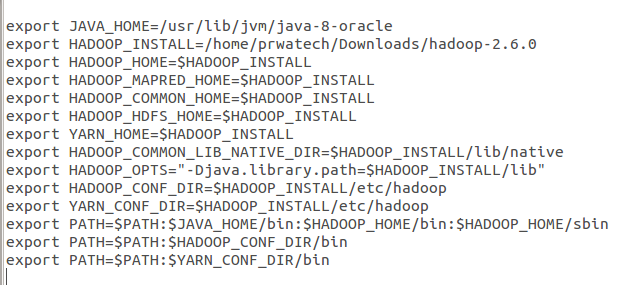 export JAVA_HOME=/usr/lib/jvm/java-8-oracle
export HADOOP_INSTALL=/home/prwatech/Downloads/hadoop-2.6.0
export HADOOP_HOME=$HADOOP_INSTALL
export HADOOP_MAPRED_HOME=$HADOOP_INSTALL
export HADOOP_COMMON_HOME=$HADOOP_INSTALL
export HADOOP_HDFS_HOME=$HADOOP_INSTALL
export YARN_HOME=$HADOOP_INSTALL
export HADOOP_COMMON_LIB_NATIVE_DIR=$HADOOP_INSTALL/lib/native
export HADOOP_OPTS="-Djava.library.path=$HADOOP_INSTALL/lib"
export HADOOP_CONF_DIR=$HADOOP_INSTALL/etc/hadoop
export YARN_CONF_DIR=$HADOOP_INSTALL/etc/hadoop
export PATH=$PATH:$JAVA_HOME/bin:$HADOOP_HOME/bin:$HADOOP_HOME/sbin
export PATH=$PATH:$HADOOP_CONF_DIR/bin
export PATH=$PATH:$YARN_CONF_DIR/bin